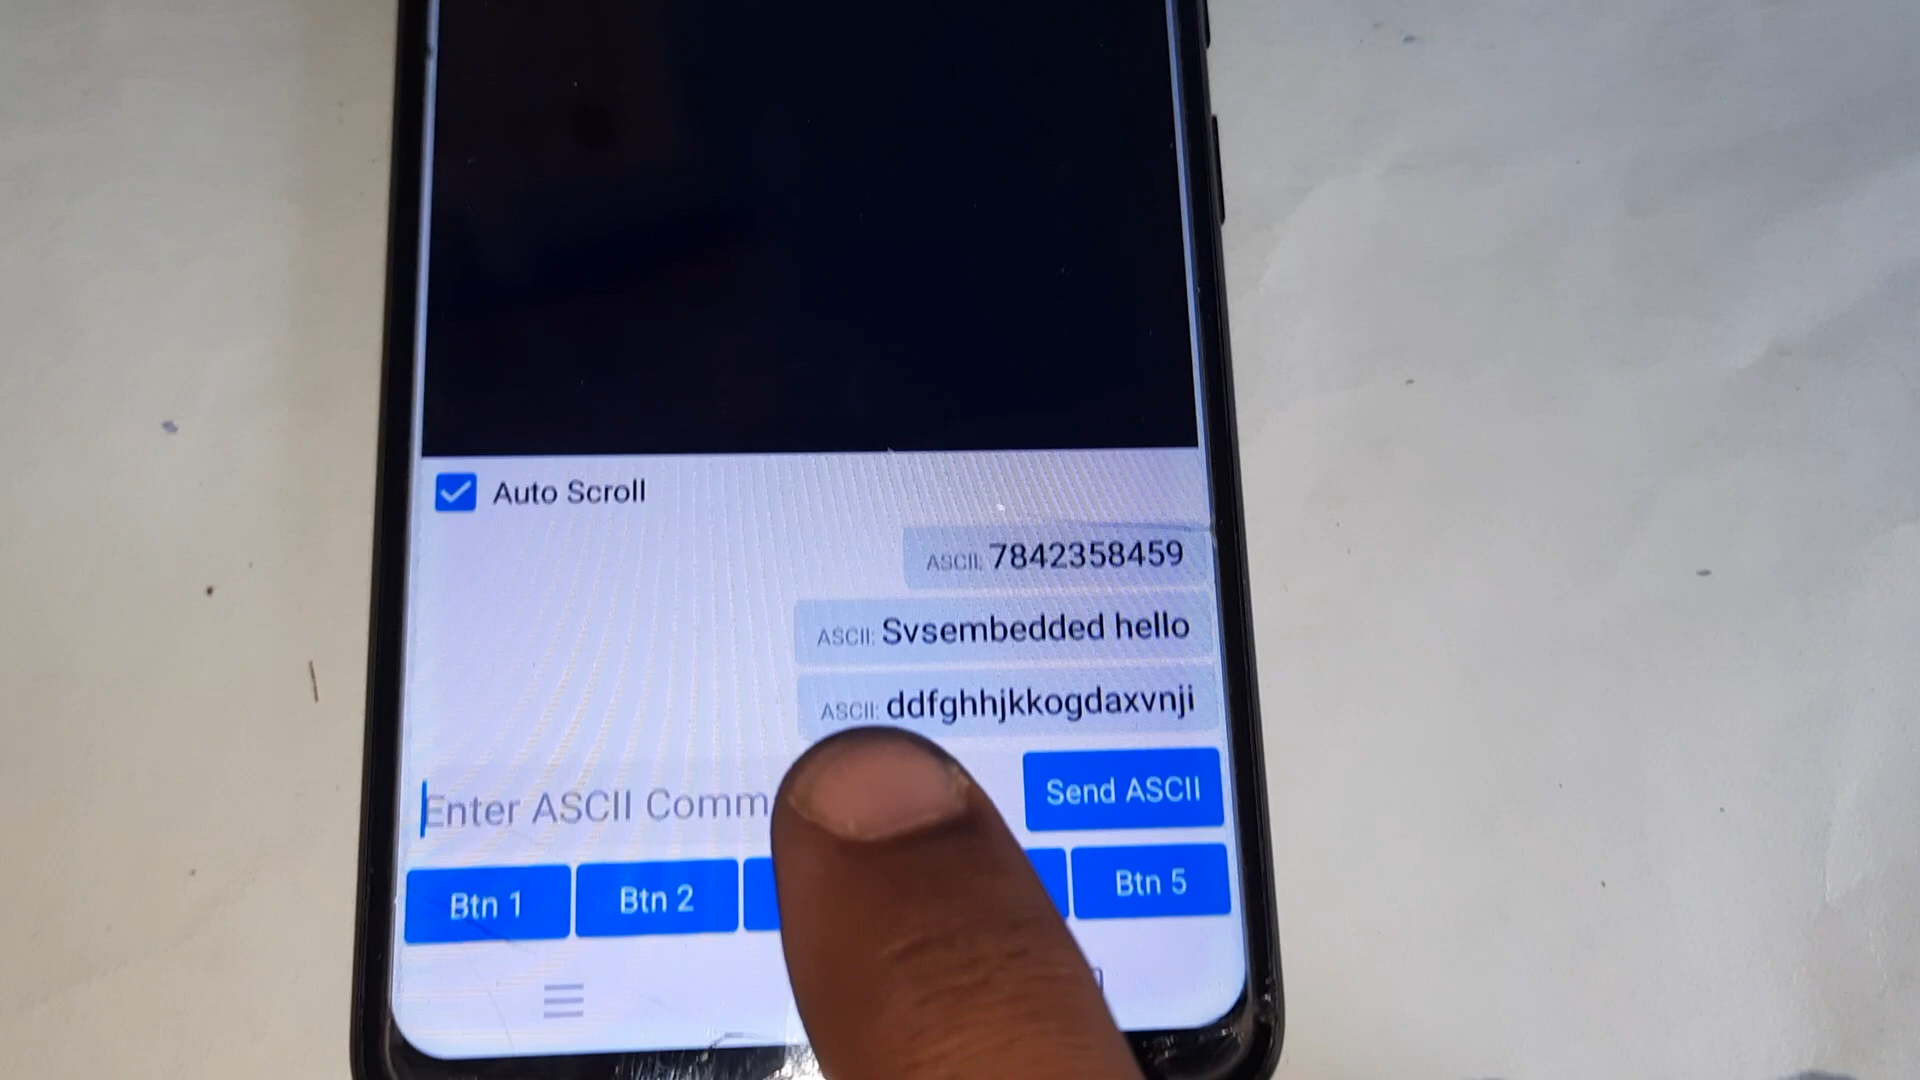 Auto Scroll
ASCII: 7842358459
ASCII: Svsembedded hello
ASCII: ddfghhjkkogdaxvnji
Enter ASCII
Send ASCII
Btn 1 Btn 2 Btn 5